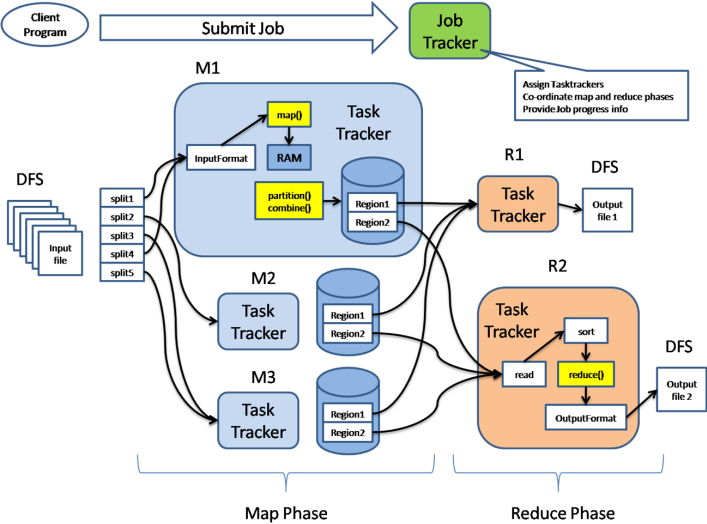 Client
Program
Submit Job
Job
Tracker
Assign Tasktrackers
Co-ordinate map and reduce phases
Provide Job progress info
M1
Task
Tracker
map()
InputFormat
RAM
partition()
combine()
Region1
Region2
DFS
Input
file
split1
split2
split3
split4
split5
M2
Task
Tracker
Region1
Region2
M3
Task
Tracker
Region1
Region2
R1
Task
Tracker
DFS
Output
file 1
R2
Task
Tracker
sort
read
reduce()
OutputFormat
DFS
Output
file 2
Map Phase
Reduce Phase